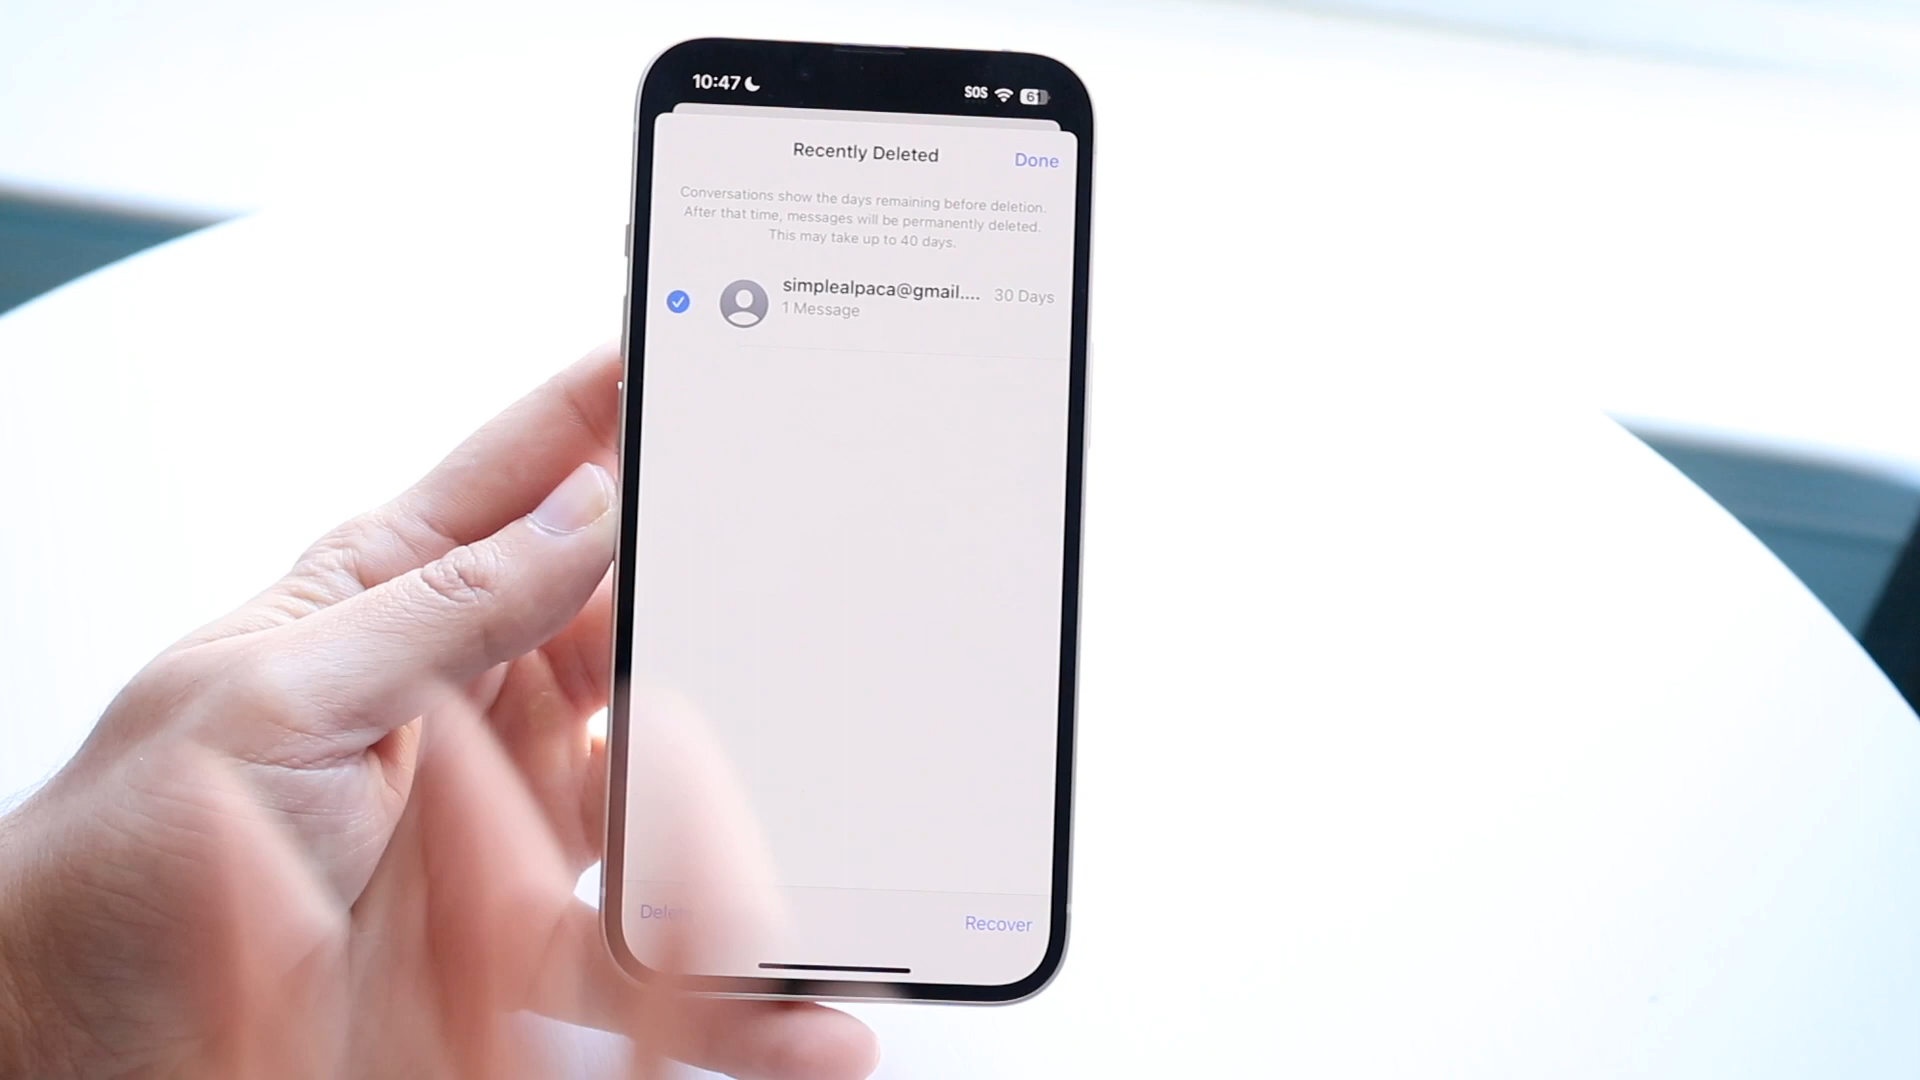 10:47
SOS 61
Recently Deleted
Done
Conversations show the days remaining before deletion.
After that time, messages will be permanently deleted.
This may take up to 40 days.
simplealpaca@gmail.... 30 Days
1 Message
Delete
Recover